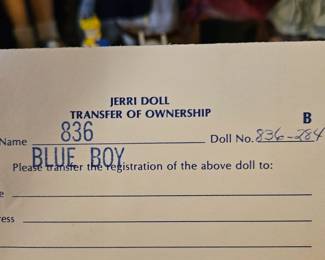 JERRI DOLL
TRANSFER OF OWNERSHIP
B
Name 836 Doll No. 836-284
BLUE BOY
Please transfer the registration of the above doll to: